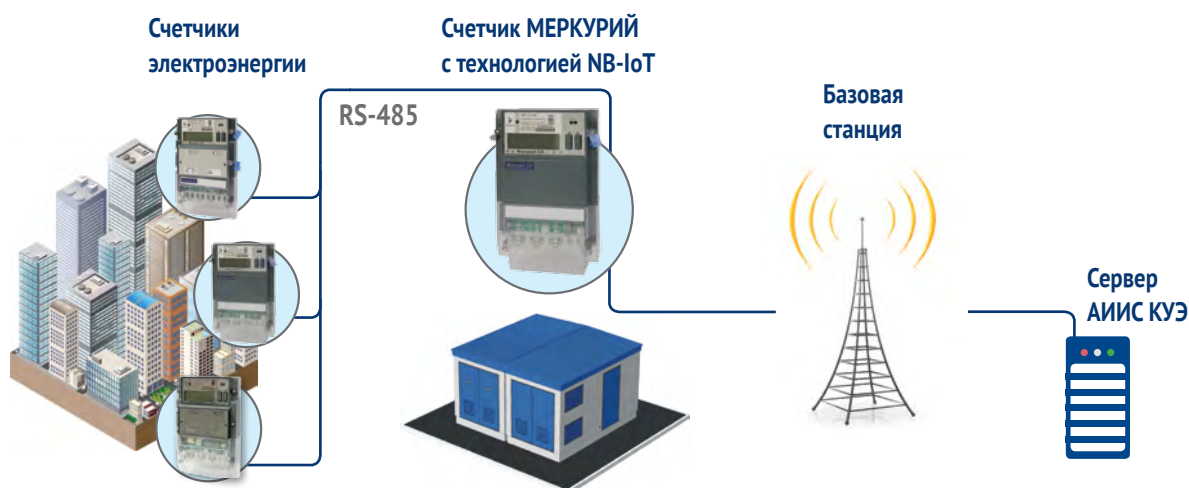 Счетчики
электроэнергии
Счетчик МЕРКУРИЙ
с технологией NB-IoT
RS-485
Базовая
станция
Сервер
АИИС КУЭ